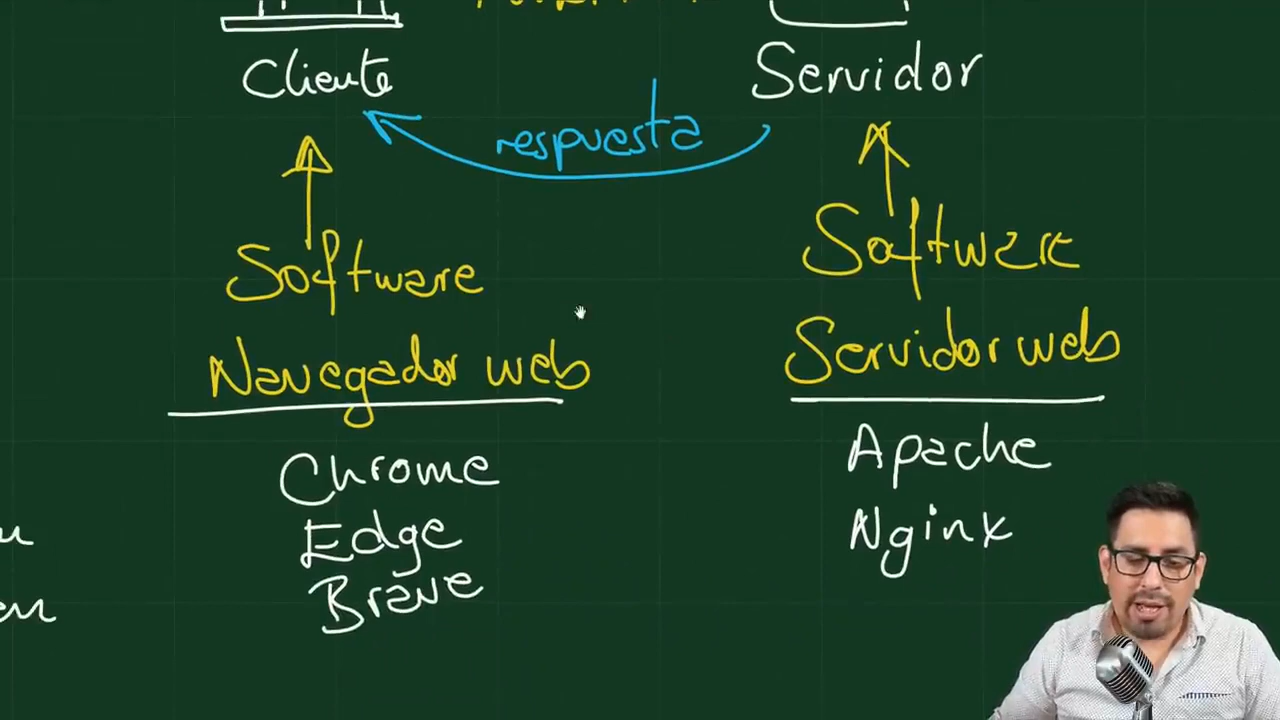 Cliente
Servidor
respuesta
Software
Navegador web
Chrome
Edge
Brave
Software
Servidor web
Apache
Nginx